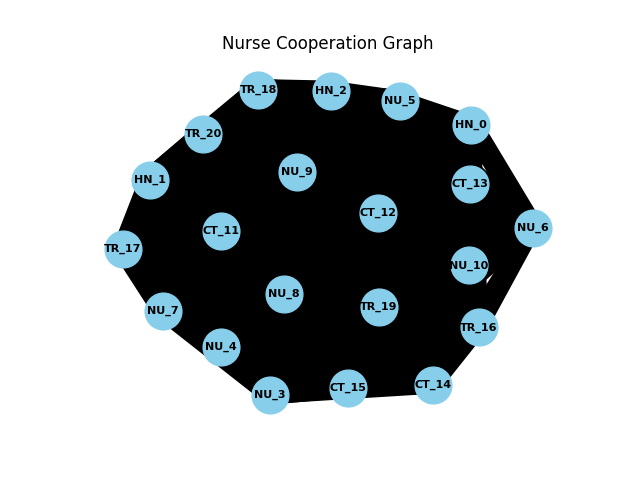 Nurse Cooperation Graph
TR_18
HN_2
NU_5
HN_0
TR_20
NU_9
HN_1
CT_13
CT_12
NU_6
CT_11
TR_17
NU_10
NU_8
TR_19
NU_7
TR_16
NU_4
CT_14
CT_15
NU_3